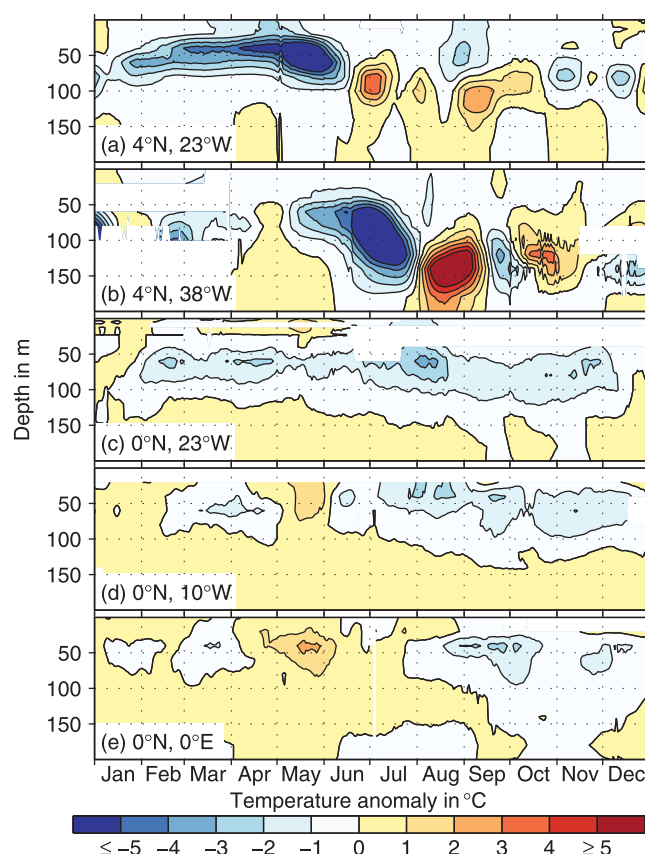 50
100
150
(a) 4°N, 23°W
50
100
150
(b) 4°N, 38°W
50
100
150
(c) 0°N, 23°W
50
100
150
(d) 0°N, 10°W
50
100
150
(e) 0°N, 0°E
Depth in m
Jan Feb Mar Apr May Jun Jul Aug Sep Oct Nov Dec
Temperature anomaly in °C
≤ −5 −4 −3 −2 −1 0 1 2 3 4 ≥ 5